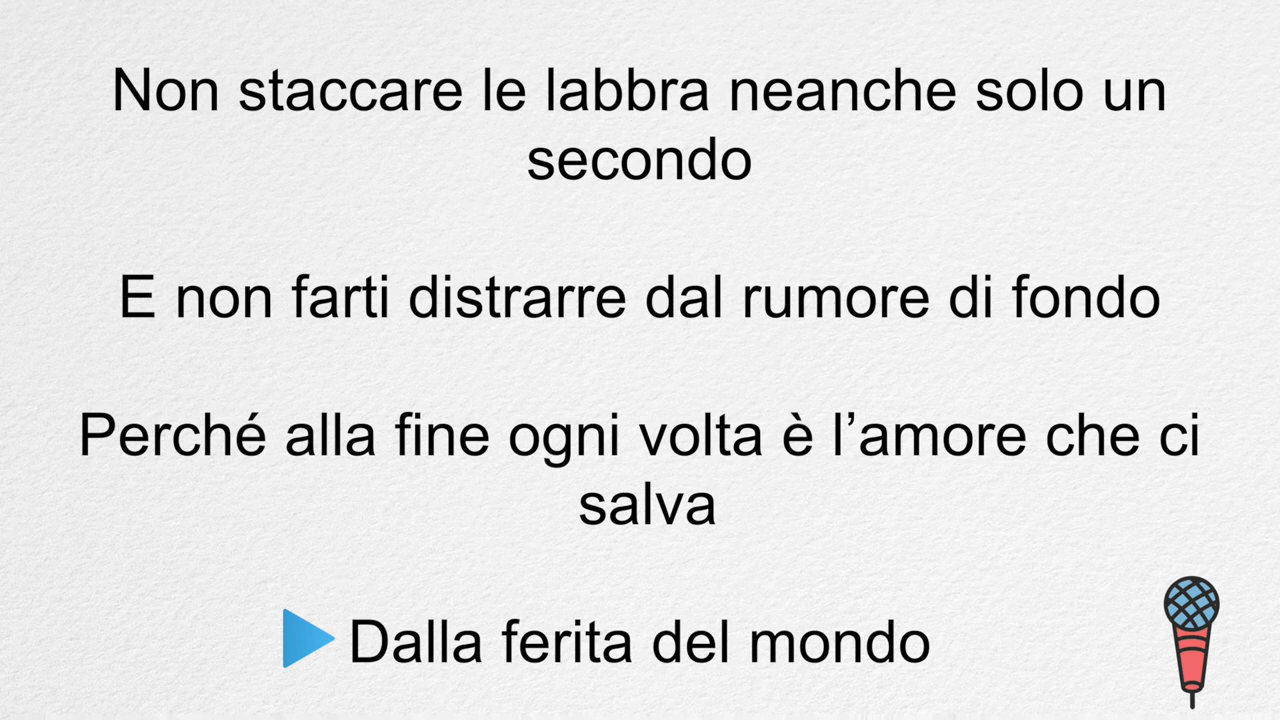 Non staccare le labbra neanche solo un
secondo
E non farti distrarre dal rumore di fondo
Perché alla fine ogni volta è l’amore che ci
salva
Dalla ferita del mondo